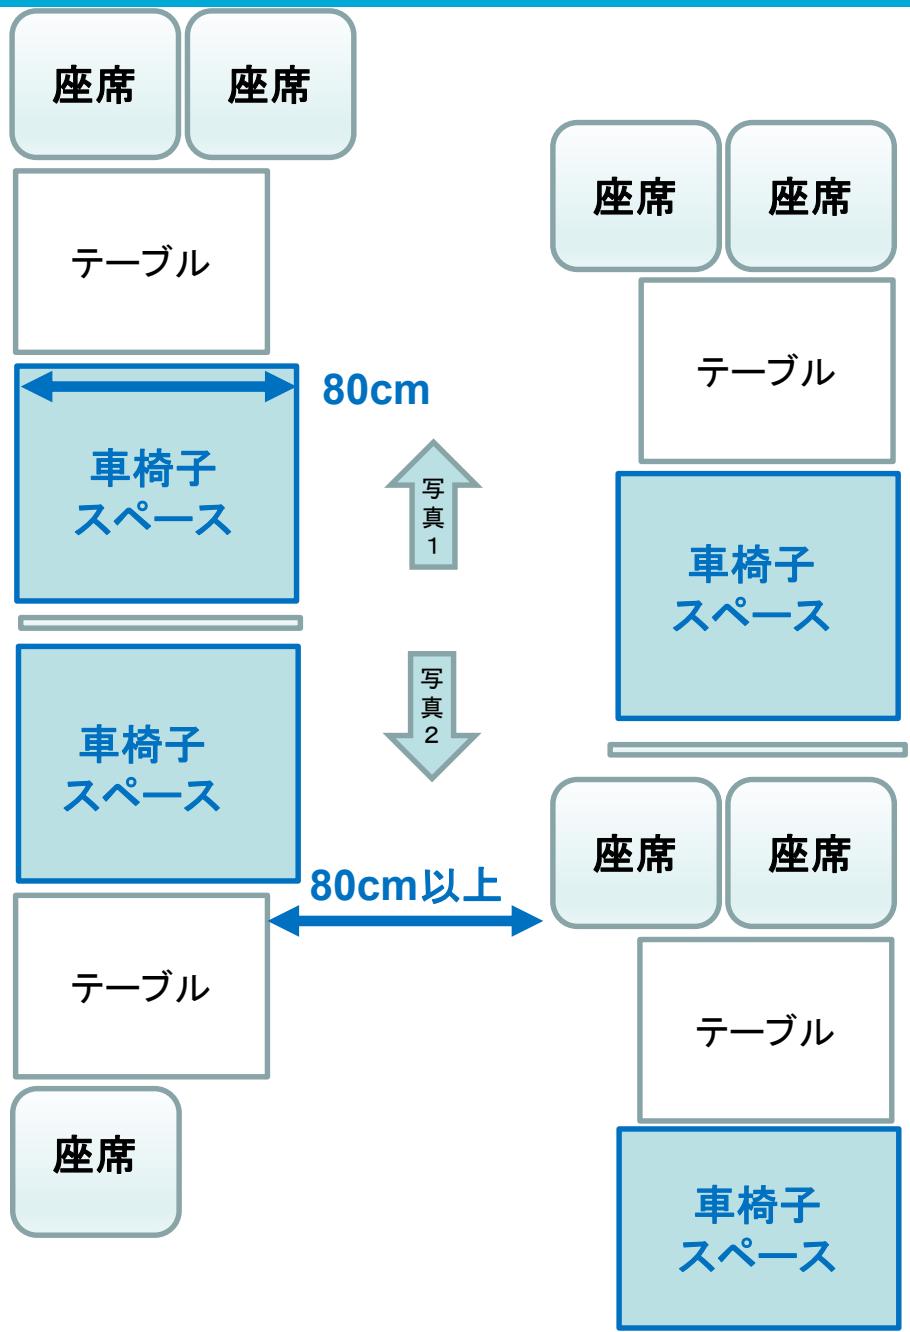 座席
座席
テーブル
80cm
車椅子
スペース
車椅子
スペース
テーブル
座席
写真1
写真2
80cm以上
座席
座席
テーブル
車椅子
スペース
座席
座席
テーブル
車椅子
スペース